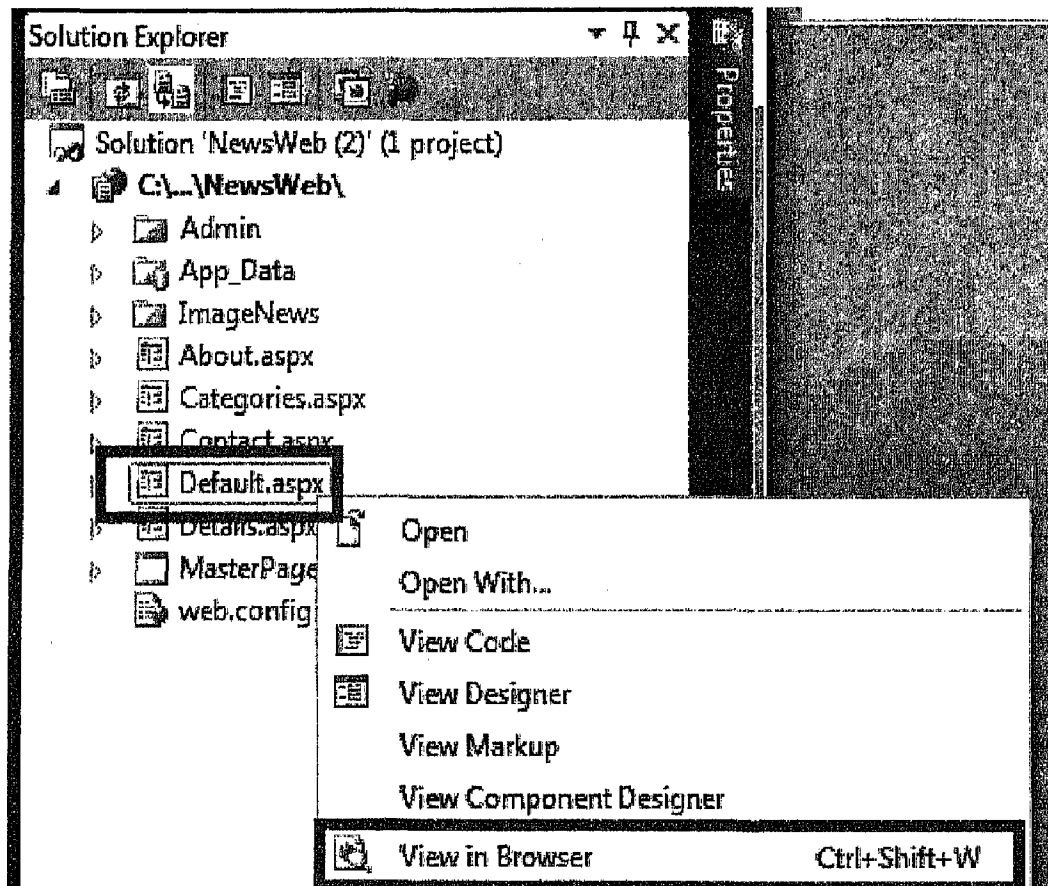 Solution Explorer
Properties
Solution 'NewsWeb (2)' (1 project)
C:\...\NewsWeb\
Admin
App_Data
ImageNews
About.aspx
Categories.aspx
Contact.aspx
Default.aspx
Details.aspx
MasterPage
web.config
Open
Open With...
View Code
View Designer
View Markup
View Component Designer
View in Browser Ctrl+Shift+W